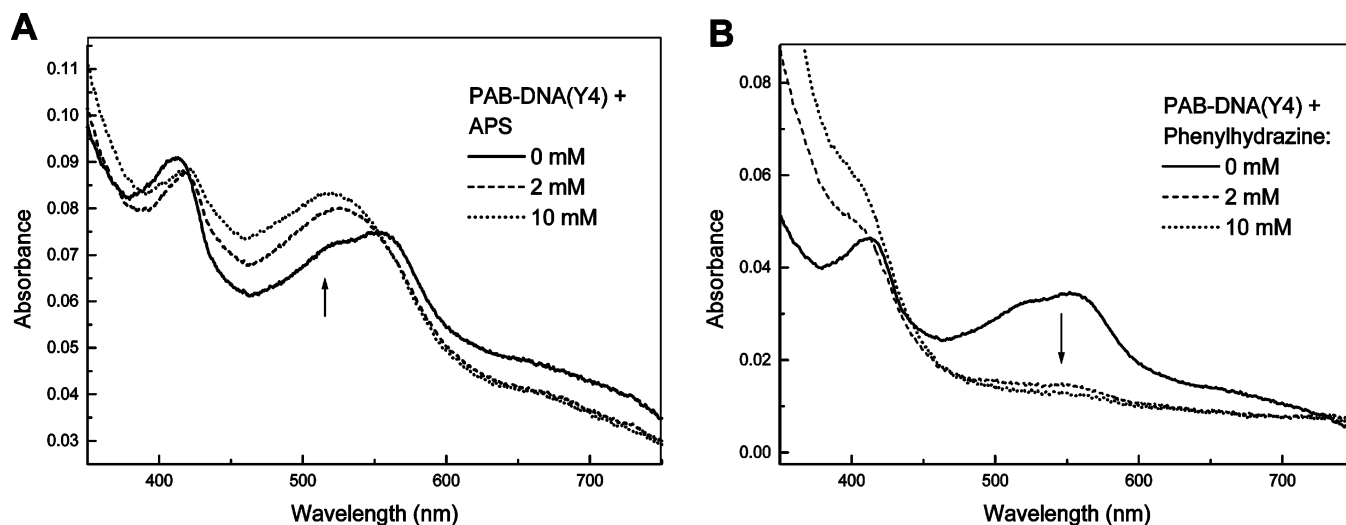 A
0.11
0.10
0.09
0.08
0.07
0.06
0.05
0.04
0.03
Absorbance
PAB-DNA(Y4) +
APS
0 mM
2 mM
10 mM
400
500
600
700
Wavelength (nm)
B
0.08
0.06
0.04
0.02
0.00
Absorbance
PAB-DNA(Y4) +
Phenylhydrazine:
0 mM
2 mM
10 mM
400
500
600
700
Wavelength (nm)